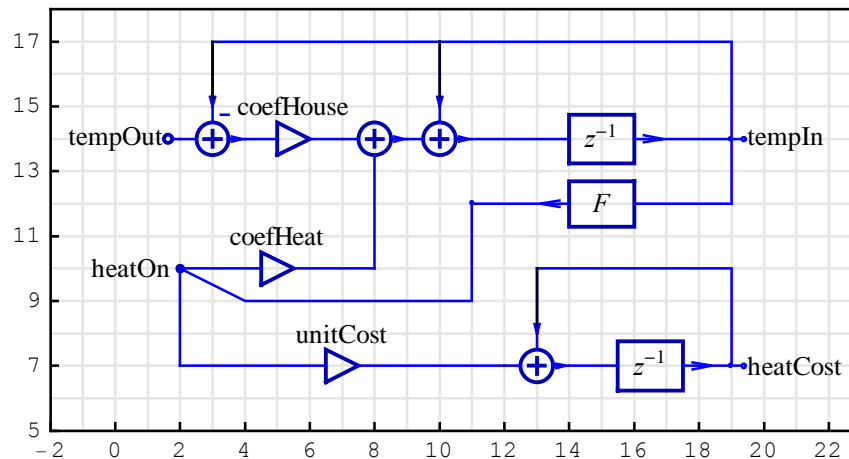 17
15
13
11
9
7
5
-2 0 2 4 6 8 10 12 14 16 18 20 22
coefHouse
tempOut
z⁻¹
tempIn
F
coefHeat
heatOn
unitCost
z⁻¹
heatCost